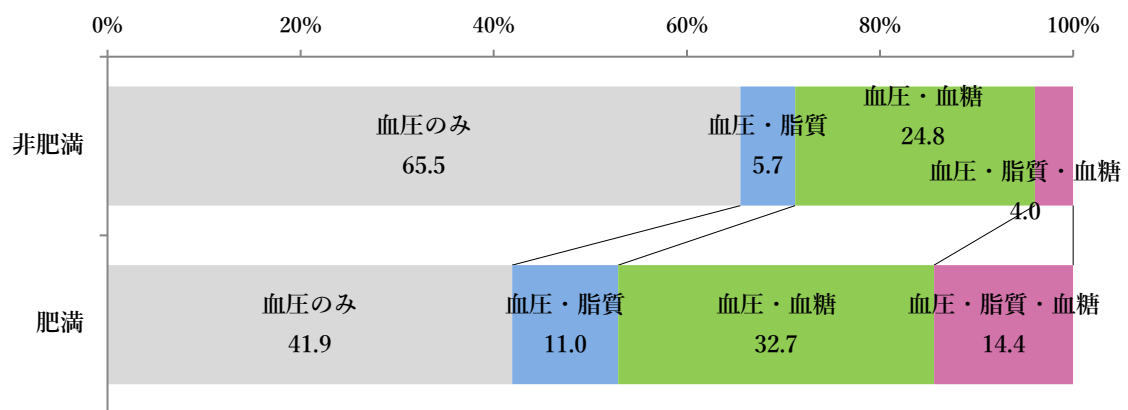 0% 20% 40% 60% 80% 100%
非肥満
血圧のみ
65.5
血圧・脂質
5.7
血圧・血糖
24.8
血圧・脂質・血糖
4.0
肥満
血圧のみ
41.9
血圧・脂質
11.0
血圧・血糖
32.7
血圧・脂質・血糖
14.4